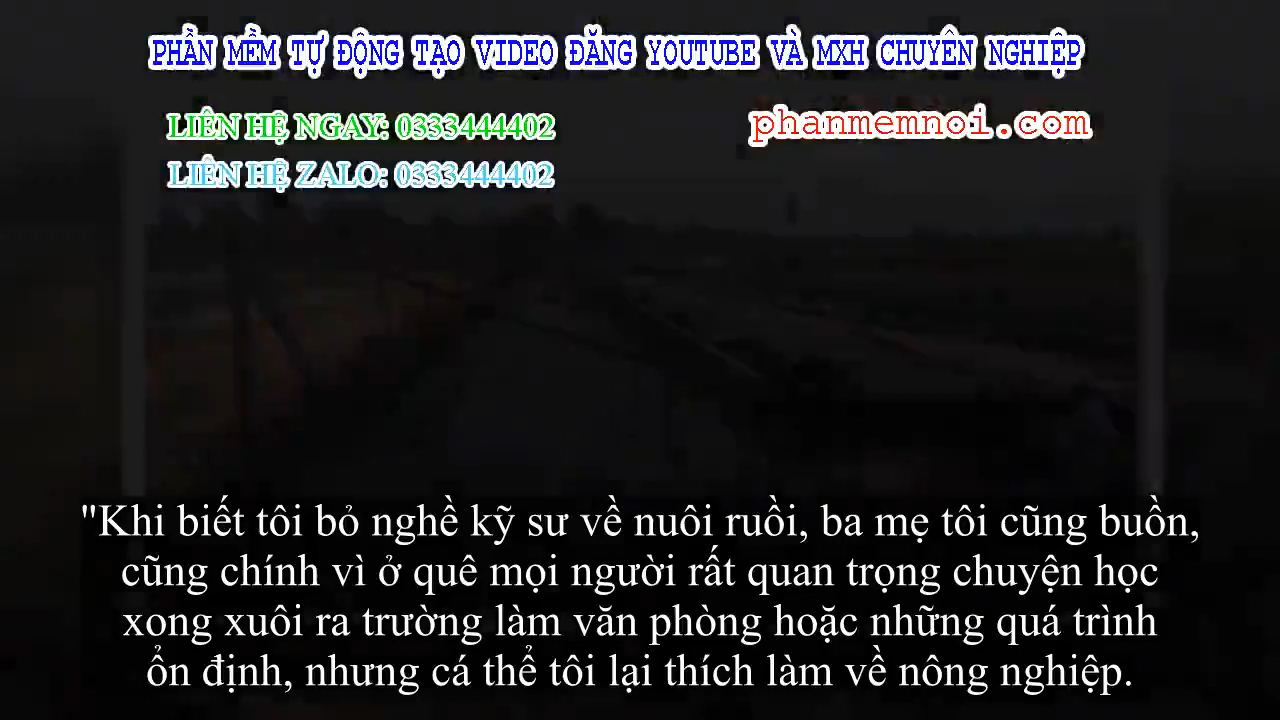 PHẦN MỀM TỰ ĐỘNG TẠO VIDEO ĐĂNG YOUTUBE VÀ MXH CHUYÊN NGHIỆP
LIÊN HỆ NGAY: 0333444402
phanmemnoi.com
LIÊN HỆ ZALO: 0333444402
"Khi biết tôi bỏ nghề kỹ sư về nuôi ruồi, ba mẹ tôi cũng buồn,
cũng chính vì ở quê mọi người rất quan trọng chuyện học
xong xuôi ra trường làm văn phòng hoặc những quá trình
ổn định, nhưng cá thể tôi lại thích làm về nông nghiệp.